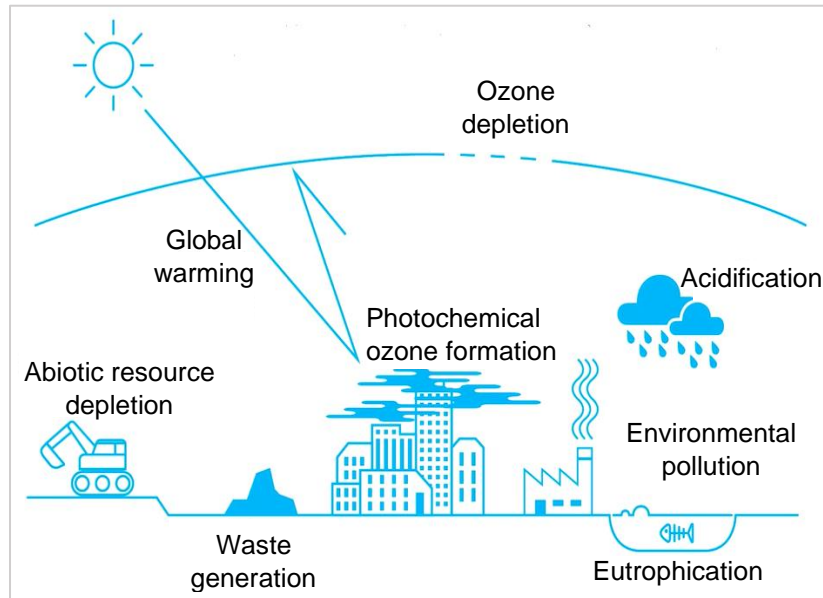 Ozone
depletion
Global
warming
Acidification
Photochemical
ozone formation
Abiotic resource
depletion
Environmental
pollution
Waste
generation
Eutrophication